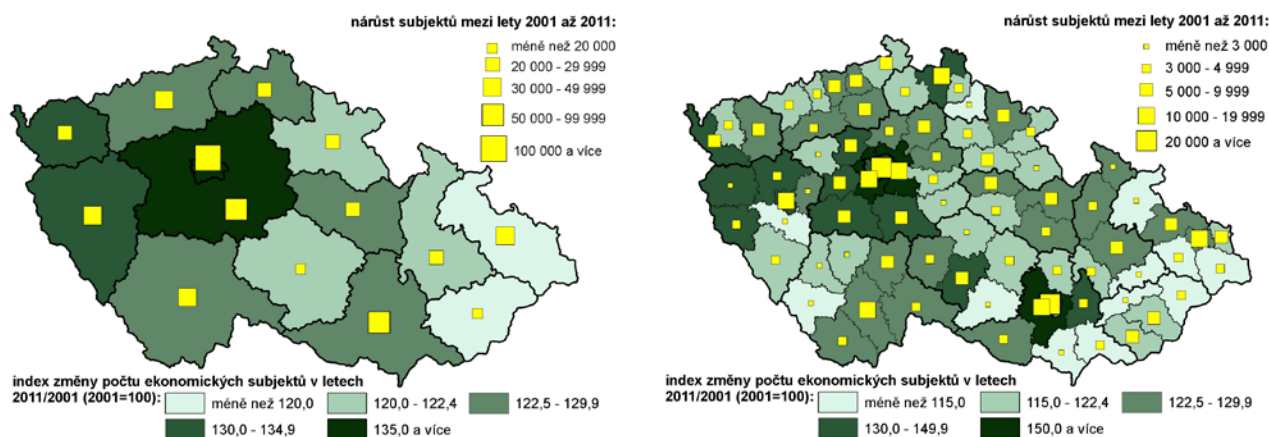 nárůst subjektů mezi lety 2001 až 2011:
méně než 20 000
20 000 - 29 999
30 000 - 49 999
50 000 - 99 999
100 000 a více
index změny počtu ekonomických subjektů v letech
2011/2001 (2001=100):
méně než 120,0
120,0 - 122,4
122,5 - 129,9
130,0 - 134,9
135,0 a více
nárůst subjektů mezi lety 2001 až 2011:
méně než 3 000
3 000 - 4 999
5 000 - 9 999
10 000 - 19 999
20 000 a více
index změny počtu ekonomických subjektů v letech
2011/2001 (2001=100):
méně než 115,0
115,0 - 122,4
122,5 - 129,9
130,0 - 149,9
150,0 a více